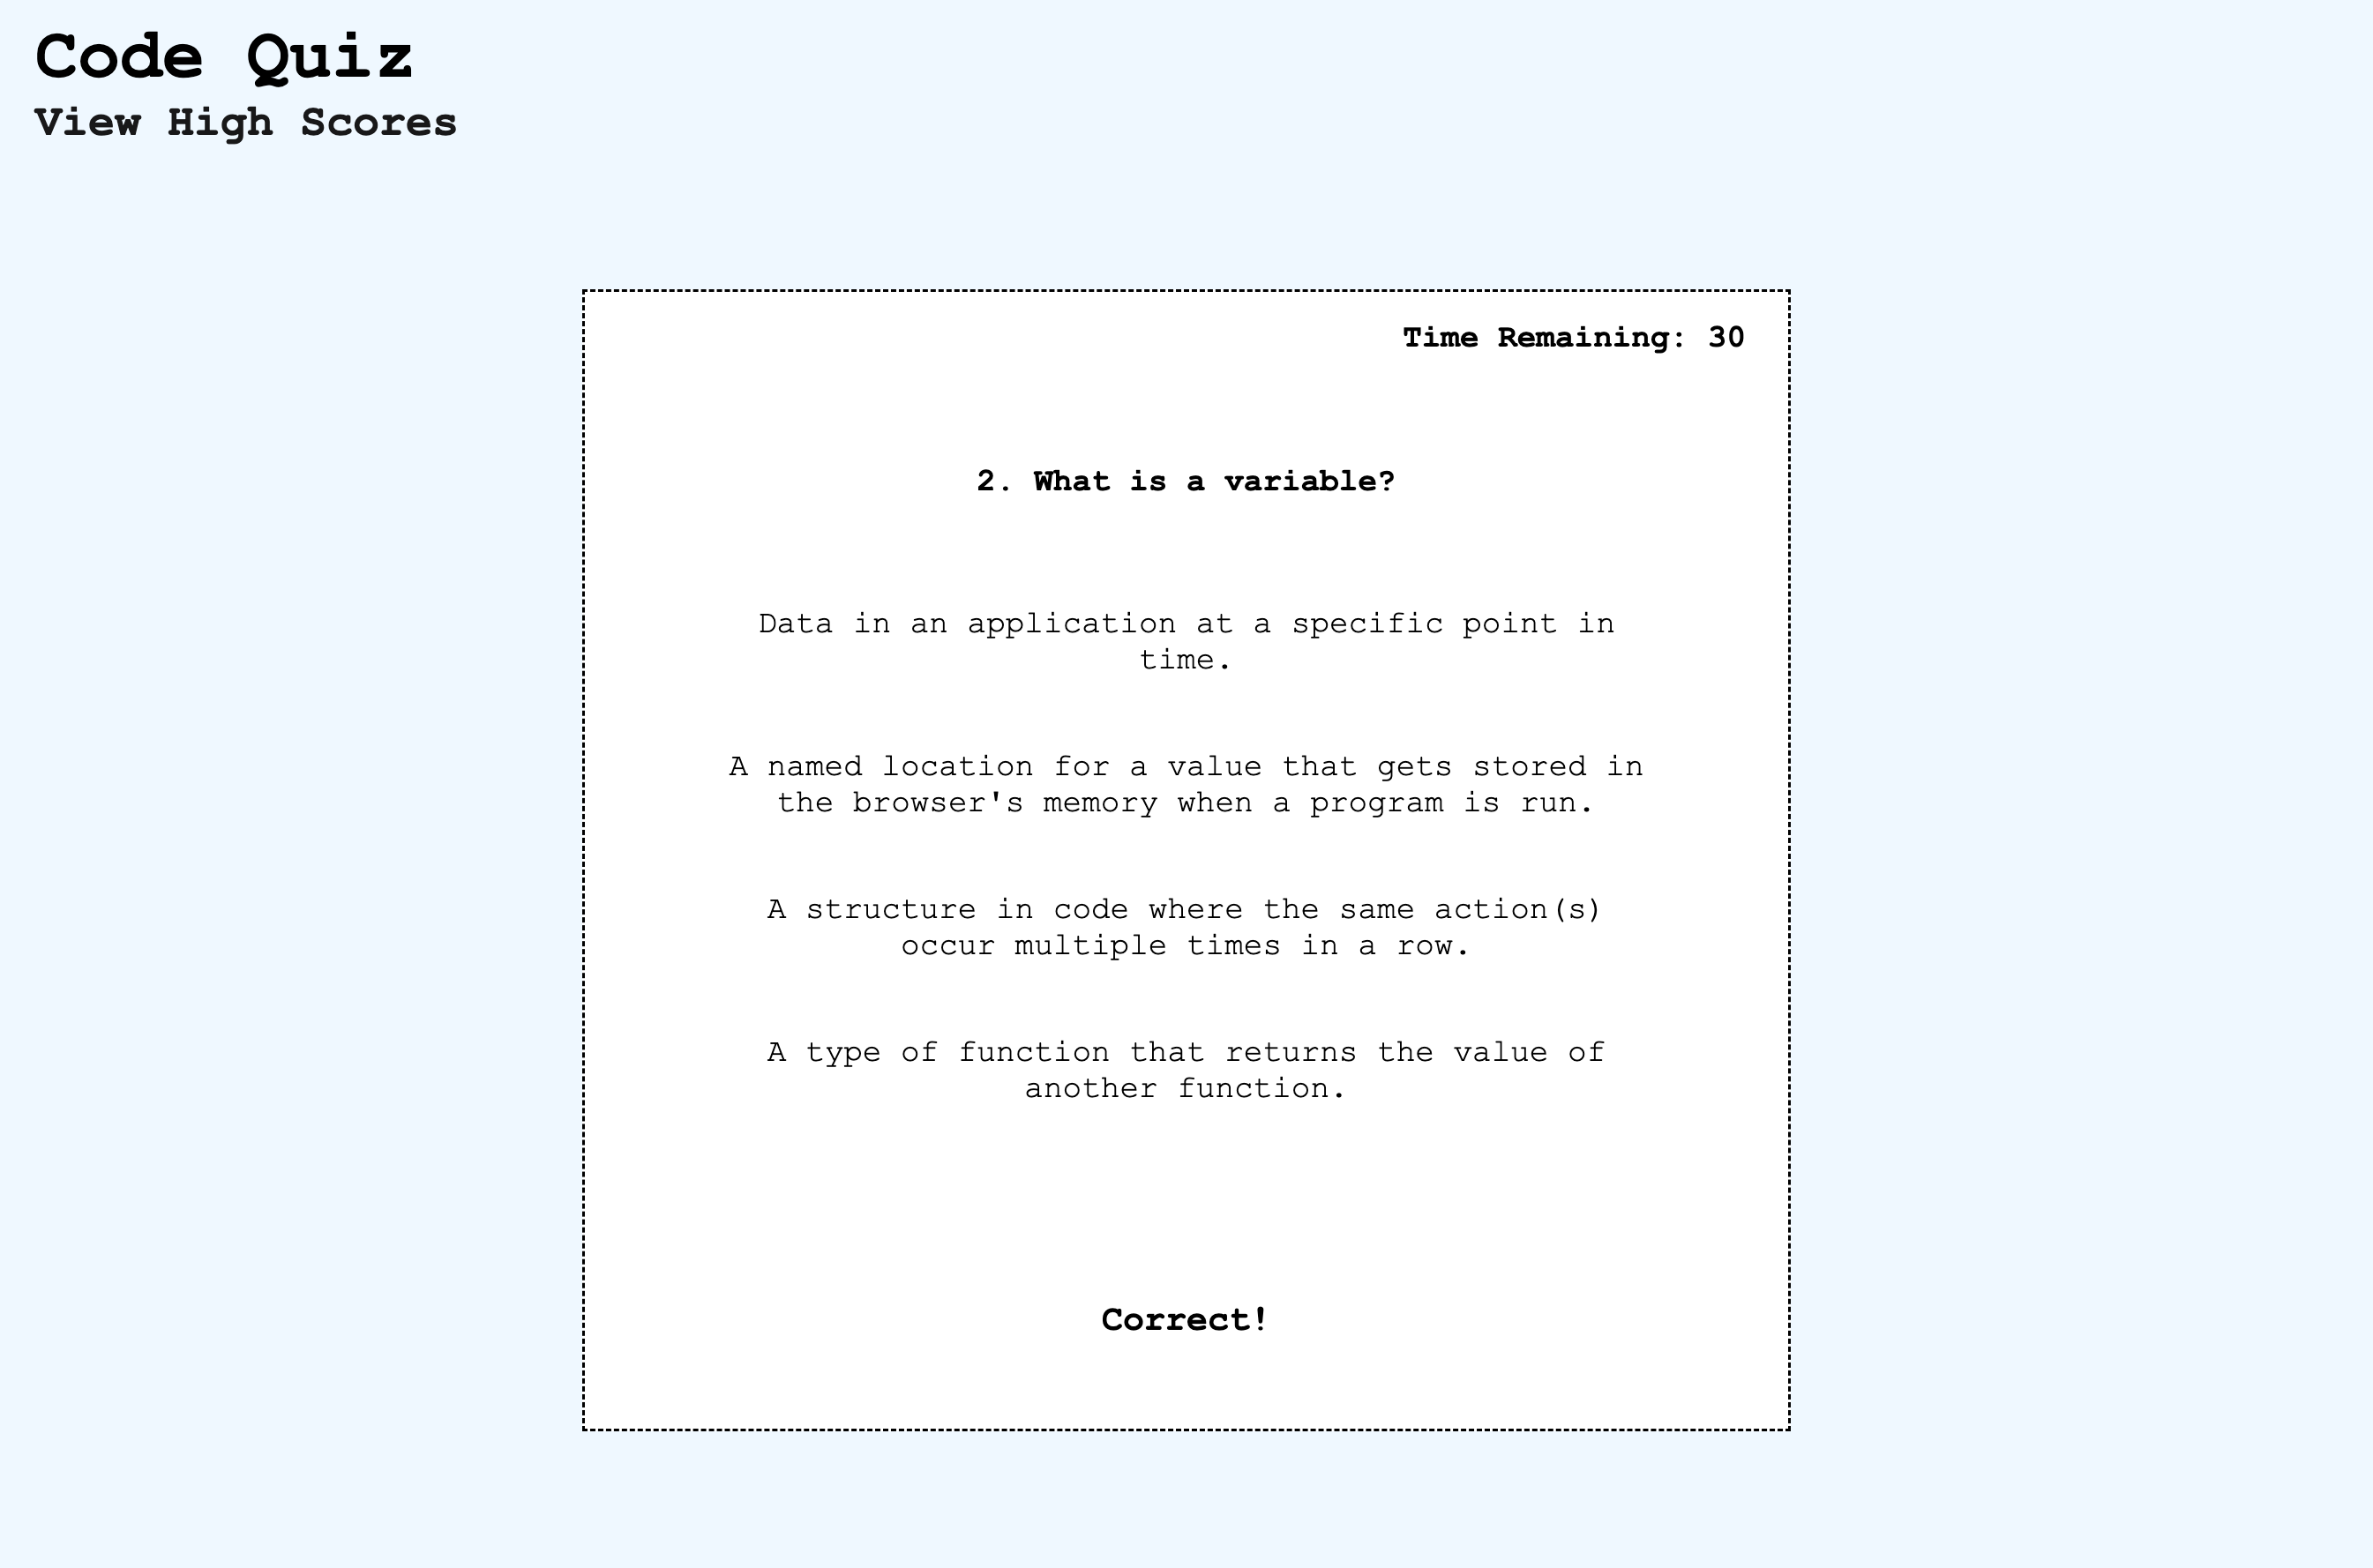 Code Quiz
View High Scores
Time Remaining: 30
2. What is a variable?
Data in an application at a specific point in
time.
A named location for a value that gets stored in
the browser's memory when a program is run.
A structure in code where the same action(s)
occur multiple times in a row.
A type of function that returns the value of
another function.
Correct!